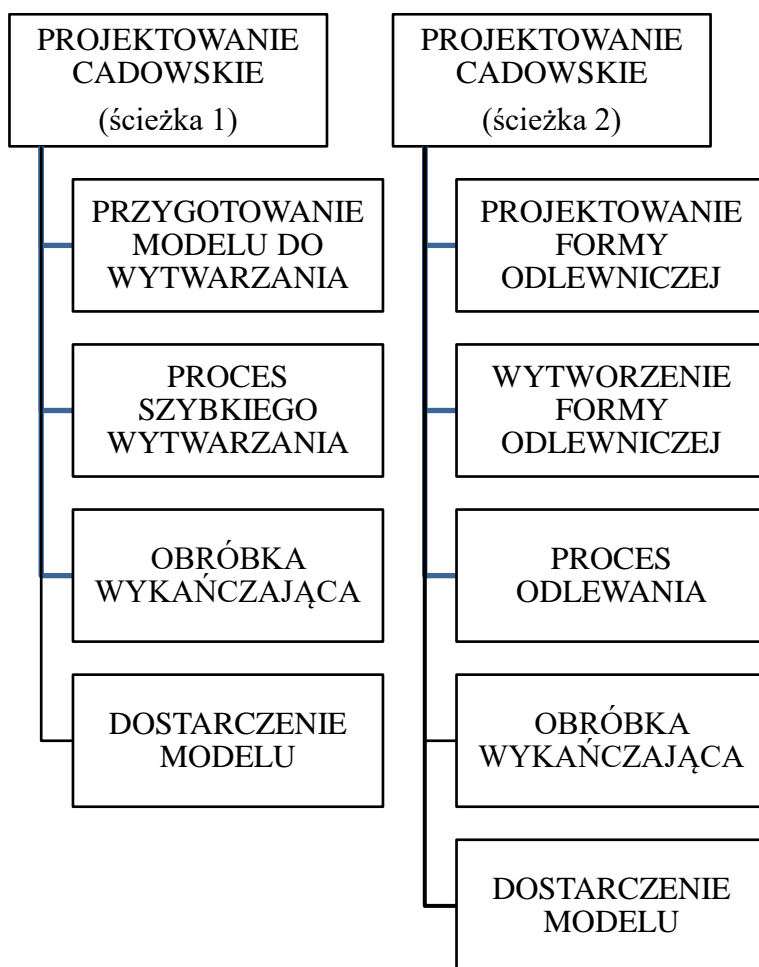 PROJEKTOWANIE
CADOWSKIE
(ścieżka 1)
PRZYGOTOWANIE
MODELU DO
WYTWARZANIA
PROCES
SZYBKIEGO
WYTWARZANIA
OBRÓBKA
WYKAŃCZAJĄCA
DOSTARCZENIE
MODELU
PROJEKTOWANIE
CADOWSKIE
(ścieżka 2)
PROJEKTOWANIE
FORMY
ODLEWNICZEJ
WYTWORZENIE
FORMY
ODLEWNICZEJ
PROCES
ODLEWANIA
OBRÓBKA
WYKAŃCZAJĄCA
DOSTARCZENIE
MODELU